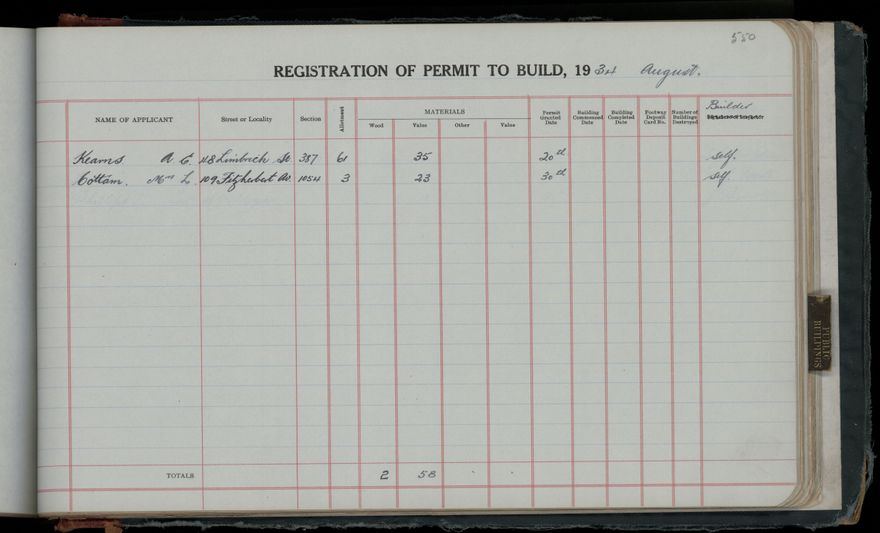 550
REGISTRATION OF PERMIT TO BUILD, 1934 August.
NAME OF APPLICANT Street or Locality Section Allotment MATERIALS Wood Value Other Value Permit Granted Date Building Commenced Date Building Completed Date Footway Deposit Card No. Number of Buildings Destroyed Builder
Kearns A E. 48 Limbrick St 387 61 35 20th self.
Cottam. Mrs L. 109 Fitzherbert Av. 1054 3 23 30th self.
TOTALS 2 58
PUBLIC BUILDINGS